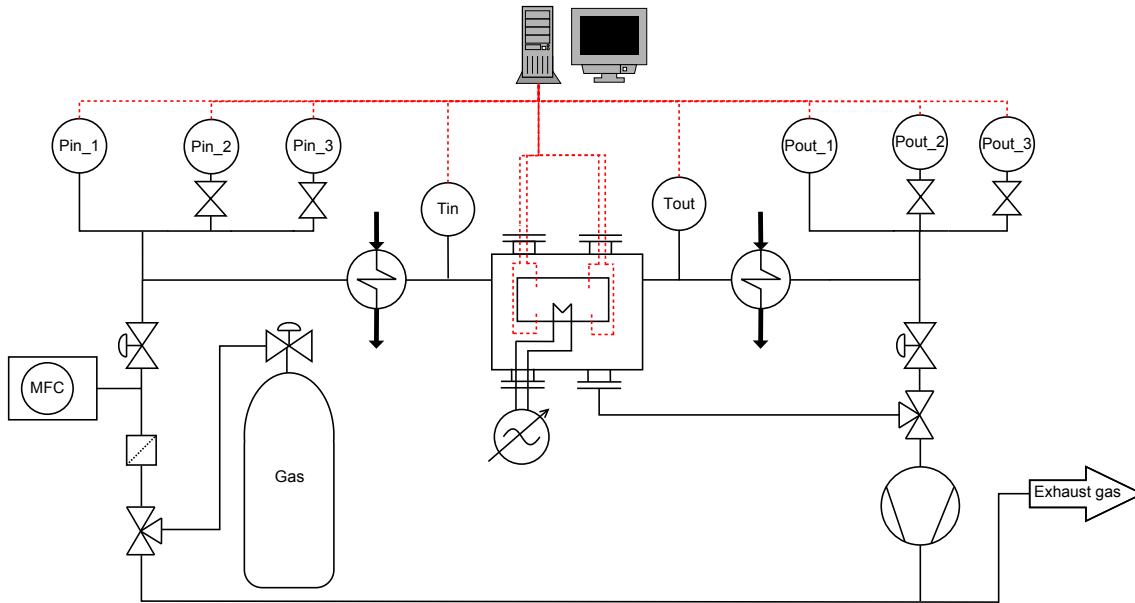 Pin_1
Pin_2
Pin_3
Pout_1
Pout_2
Pout_3
Tin
Tout
MFC
Gas
Exhaust gas